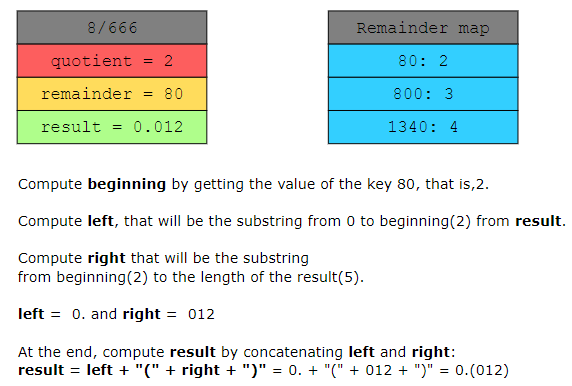 8/666
quotient = 2
remainder = 80
result = 0.012
Remainder map
80: 2
800: 3
1340: 4
Compute beginning by getting the value of the key 80, that is,2.
Compute left, that will be the substring from 0 to beginning(2) from result.
Compute right that will be the substring
from beginning(2) to the length of the result(5).
left = 0. and right = 012
At the end, compute result by concatenating left and right:
result = left + "(" + right + ")" = 0. + "(" + 012 + ")" = 0.(012)